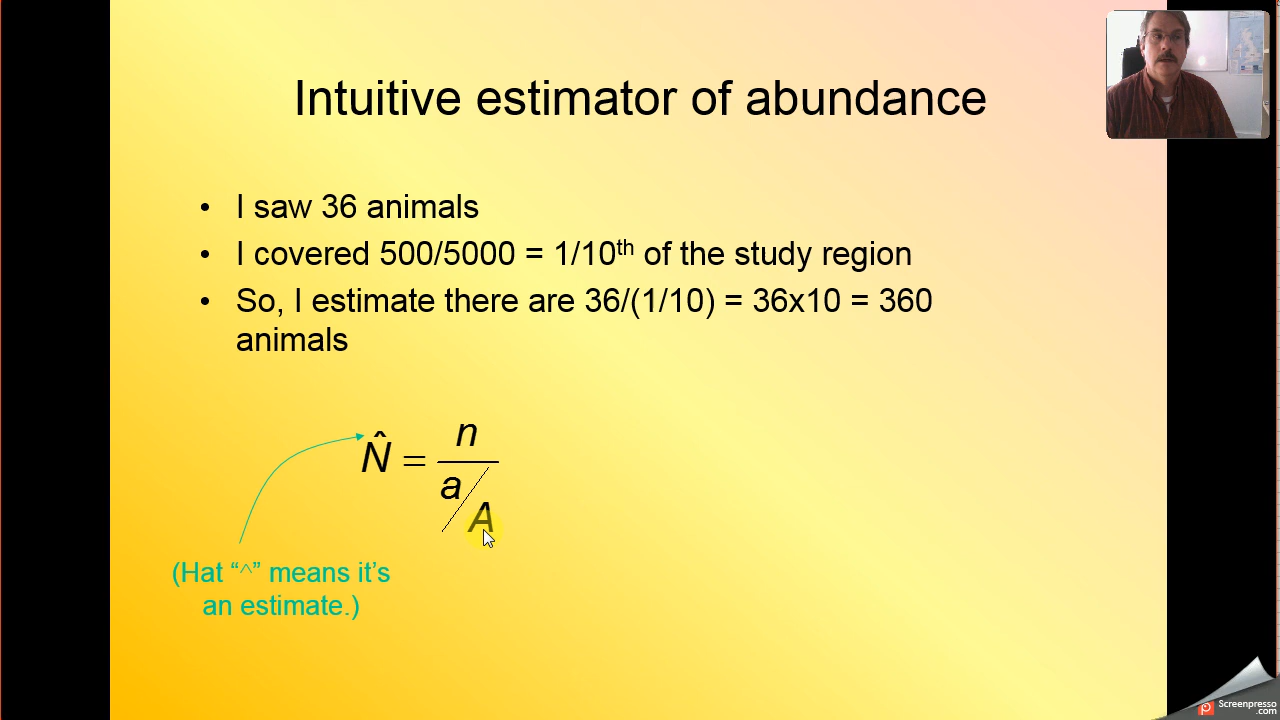 Intuitive estimator of abundance
• I saw 36 animals
• I covered 500/5000 = 1/10th of the study region
• So, I estimate there are 36/(1/10) = 36x10 = 360
animals
N̂ = n / (a/A)
(Hat “^” means it’s
an estimate.)
Screenpresso
.com